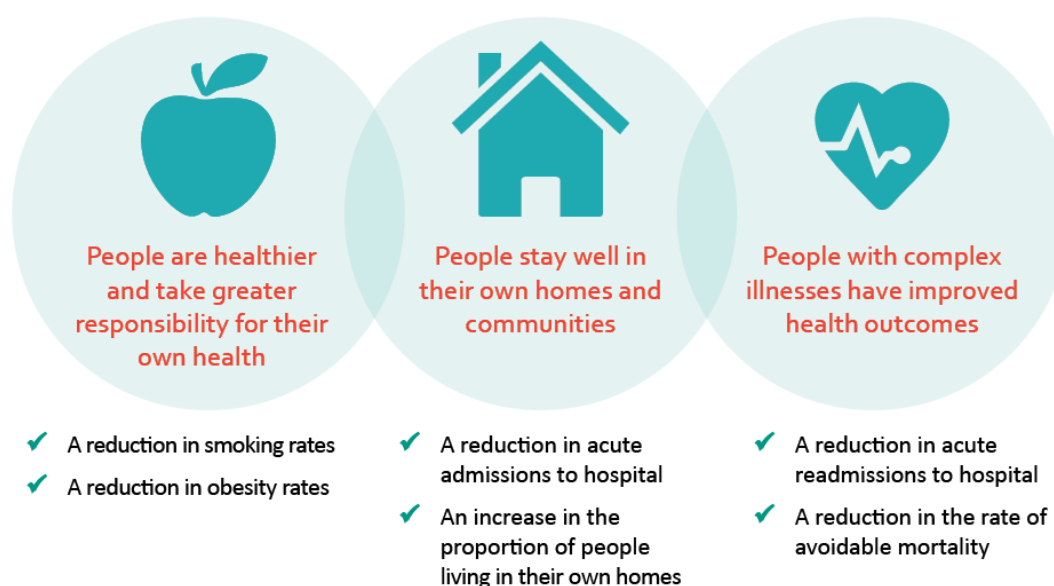 People are healthier
and take greater
responsibility for their
own health
People stay well in
their own homes and
communities
People with complex
illnesses have improved
health outcomes
A reduction in smoking rates
A reduction in obesity rates
A reduction in acute
admissions to hospital
An increase in the
proportion of people
living in their own homes
A reduction in acute
readmissions to hospital
A reduction in the rate of
avoidable mortality